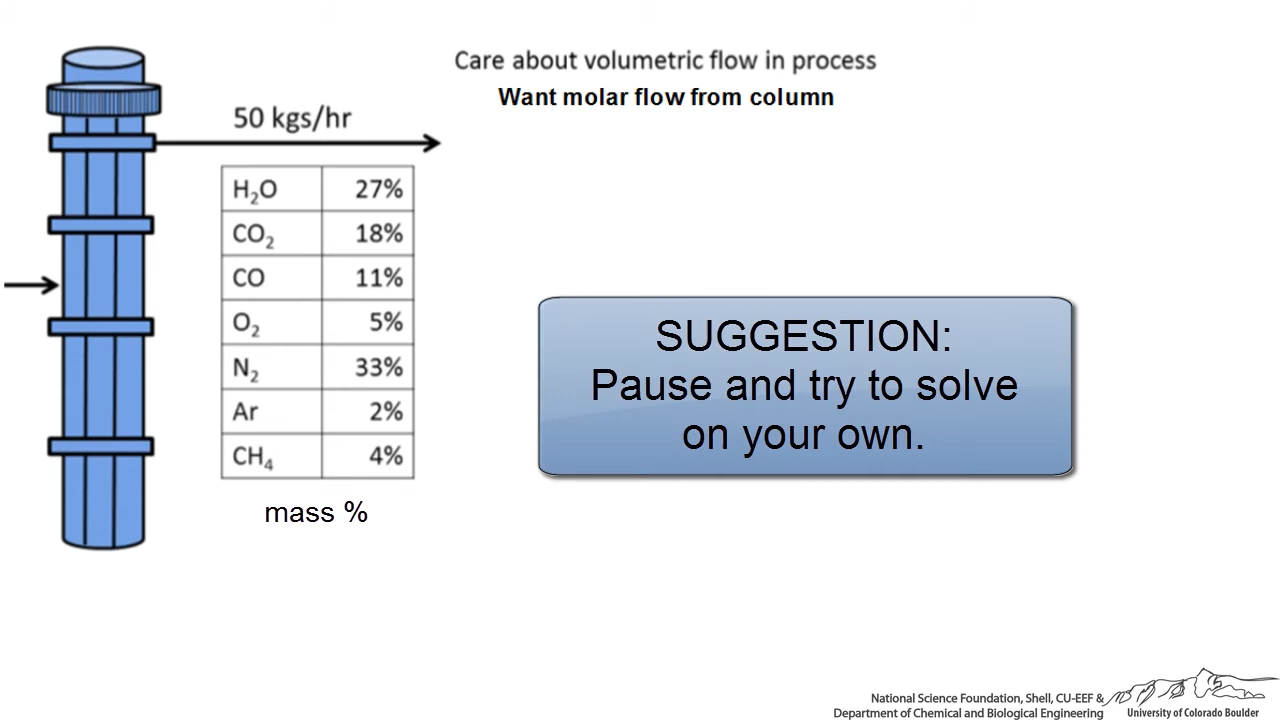 Care about volumetric flow in process
Want molar flow from column
50 kgs/hr
H₂O 27%
CO₂ 18%
CO 11%
O₂ 5%
N₂ 33%
Ar 2%
CH₄ 4%
mass %
SUGGESTION:
Pause and try to solve
on your own.
National Science Foundation, Shell, CU-EEF &
Department of Chemical and Biological Engineering
University of Colorado Boulder